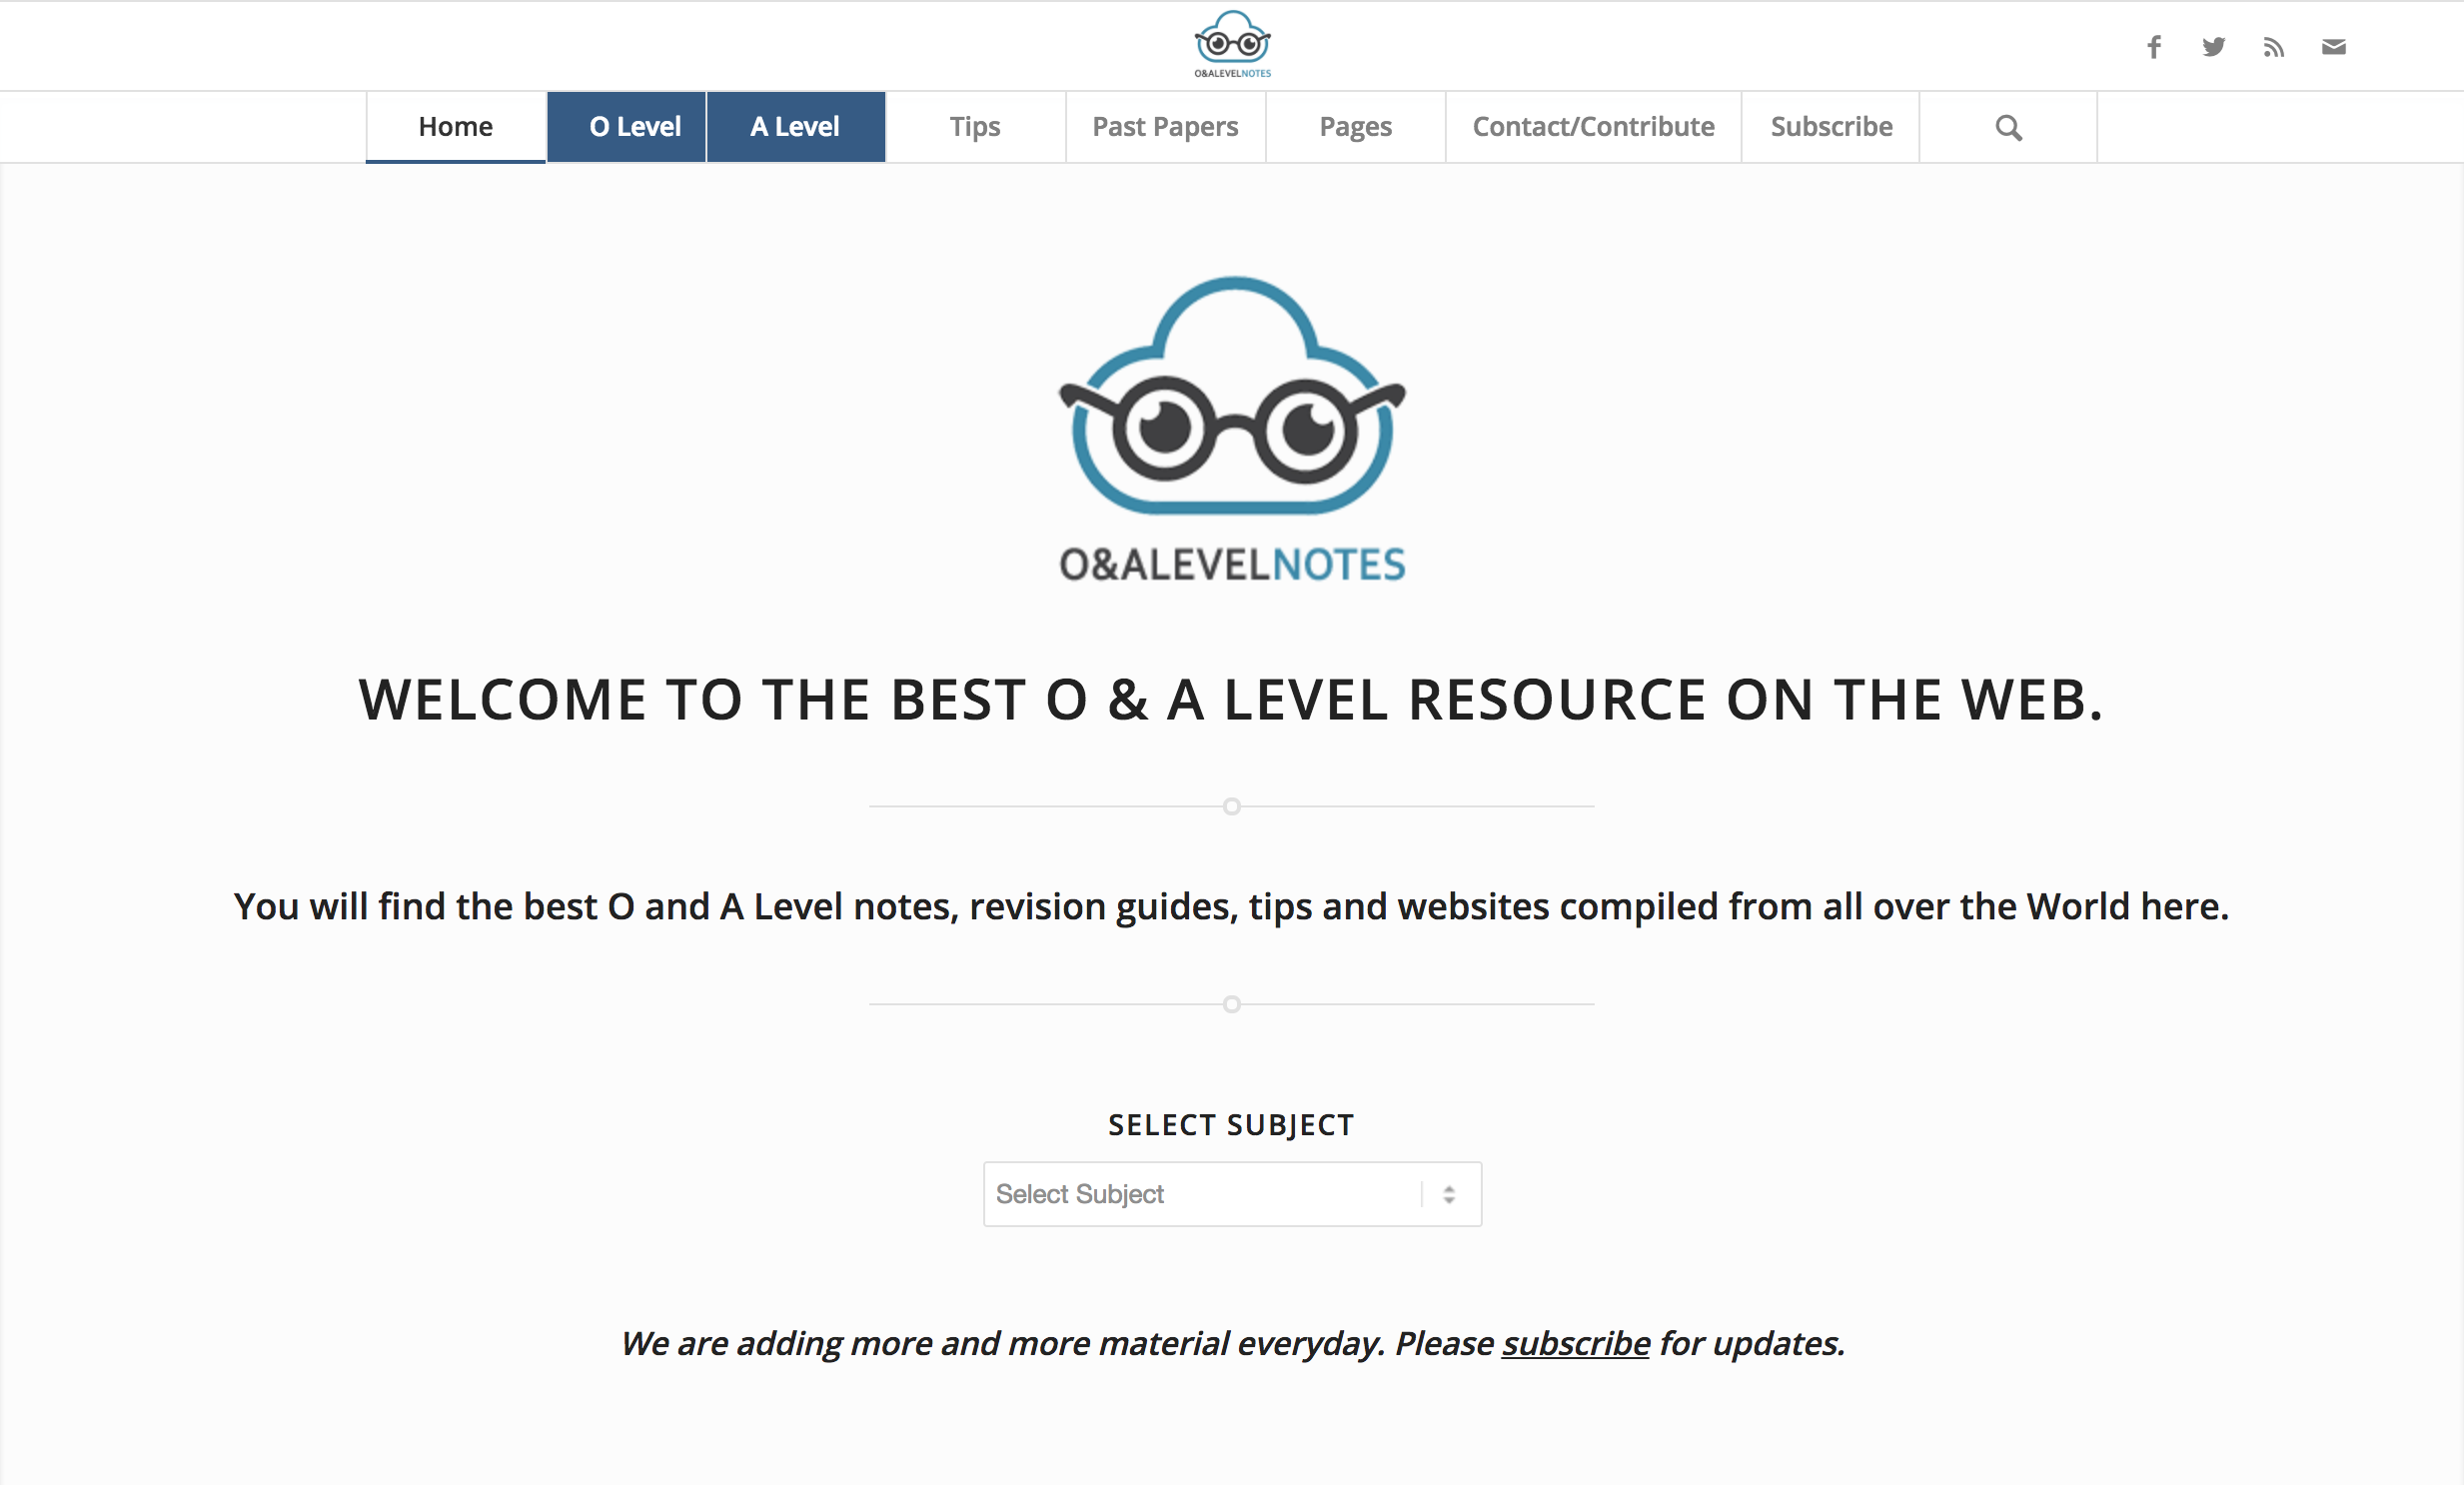 O&ALEVELNOTES
Home O Level A Level Tips Past Papers Pages Contact/Contribute Subscribe
O&ALEVELNOTES
WELCOME TO THE BEST O & A LEVEL RESOURCE ON THE WEB.
You will find the best O and A Level notes, revision guides, tips and websites compiled from all over the World here.
SELECT SUBJECT
Select Subject
We are adding more and more material everyday. Please subscribe for updates.